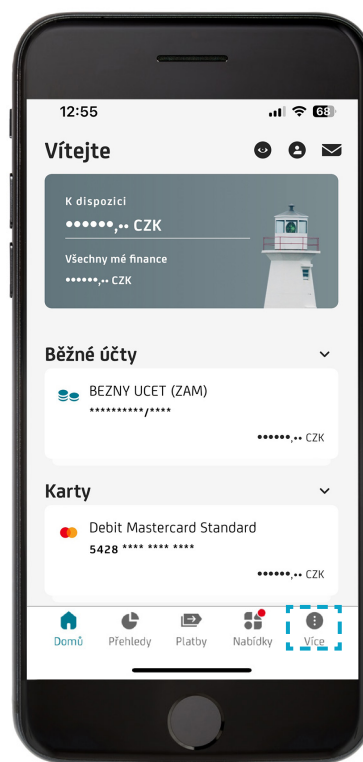 12:55
68
Vítejte
K dispozici
••••••,•• CZK
Všechny mé finance
••••••,•• CZK
Běžné účty
BEZNY UCET (ZAM)
**********/****
••••••,•• CZK
Karty
Debit Mastercard Standard
5428 **** **** ****
••••••,•• CZK
Domů Přehledy Platby Nabídky Více